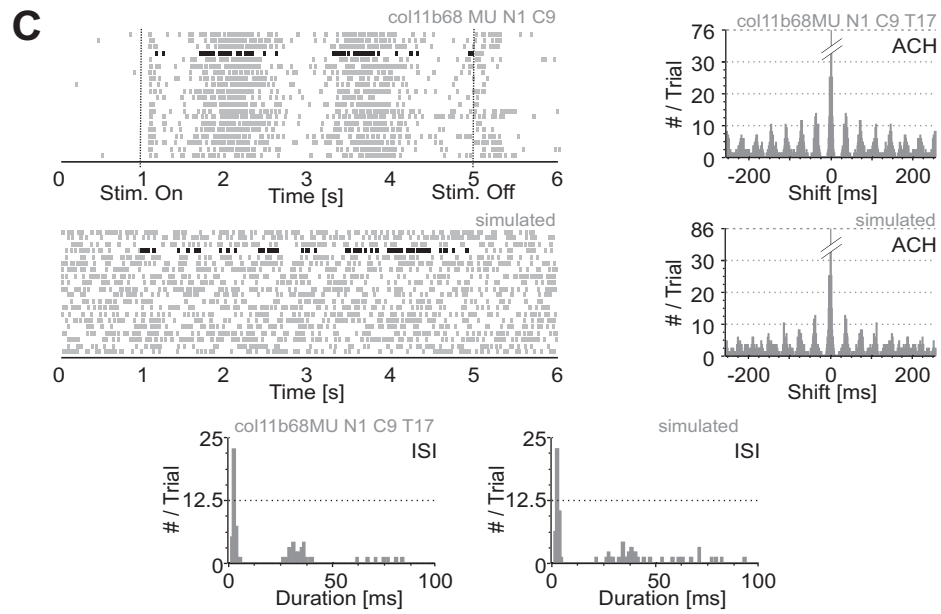 C
col11b68 MU N1 C9
0 1 2 3 4 5 6
Stim. On Time [s] Stim. Off
col11b68MU N1 C9 T17
ACH
76
30
20
10
0
# / Trial
-200 0 200
Shift [ms]
simulated
0 1 2 3 4 5 6
Time [s]
simulated
ACH
86
30
20
10
0
# / Trial
-200 0 200
Shift [ms]
col11b68MU N1 C9 T17
ISI
25
12.5
0
# / Trial
0 50 100
Duration [ms]
simulated
ISI
25
12.5
0
# / Trial
0 50 100
Duration [ms]